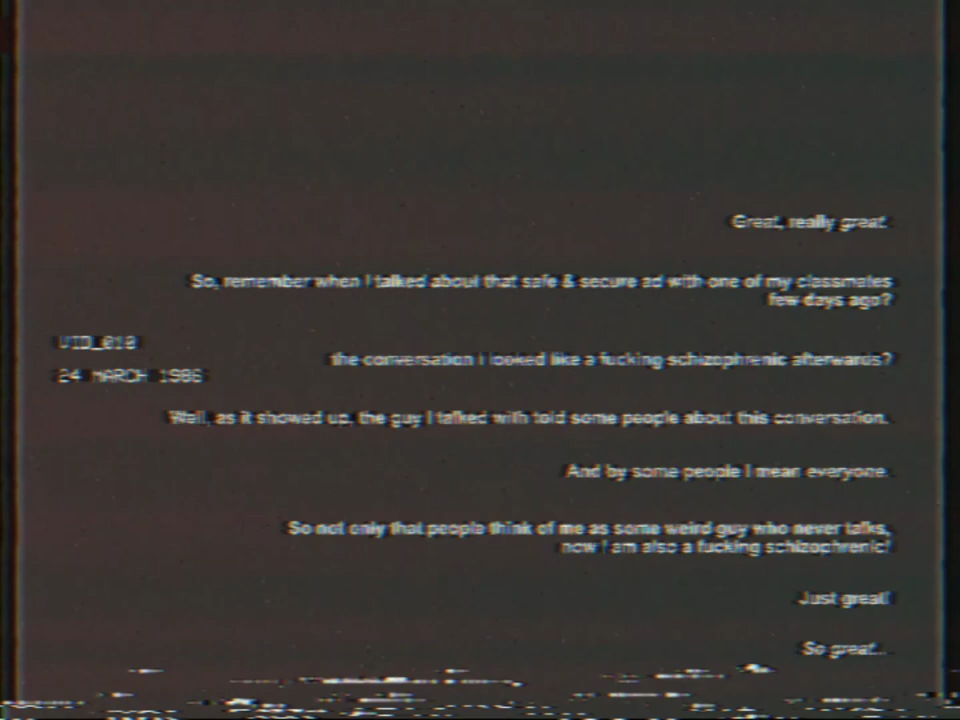 Great, really great.
So, remember when I talked about that safe & secure ad with one of my classmates
few days ago?
VID_010
the conversation I looked like a fucking schizophrenic afterwards?
24 MARCH 1986
Well, as it showed up, the guy I talked with told some people about this conversation.
And by some people I mean everyone.
So not only that people think of me as some weird guy who never talks,
now I am also a fucking schizophrenic!
Just great!
So great...